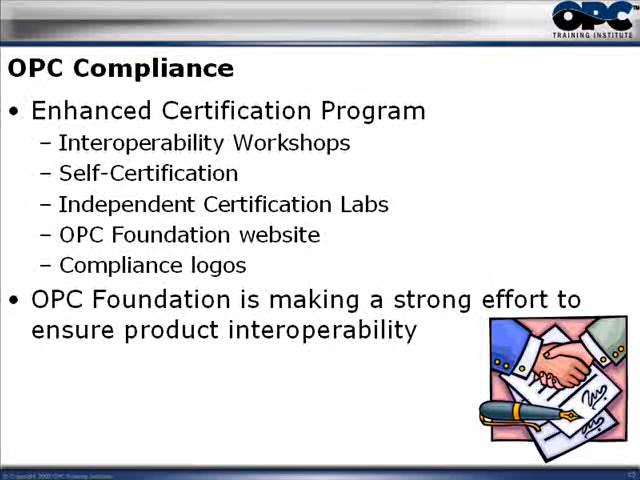 OPC™
TRAINING INSTITUTE
OPC Compliance
• Enhanced Certification Program
– Interoperability Workshops
– Self-Certification
– Independent Certification Labs
– OPC Foundation website
– Compliance logos
• OPC Foundation is making a strong effort to
ensure product interoperability